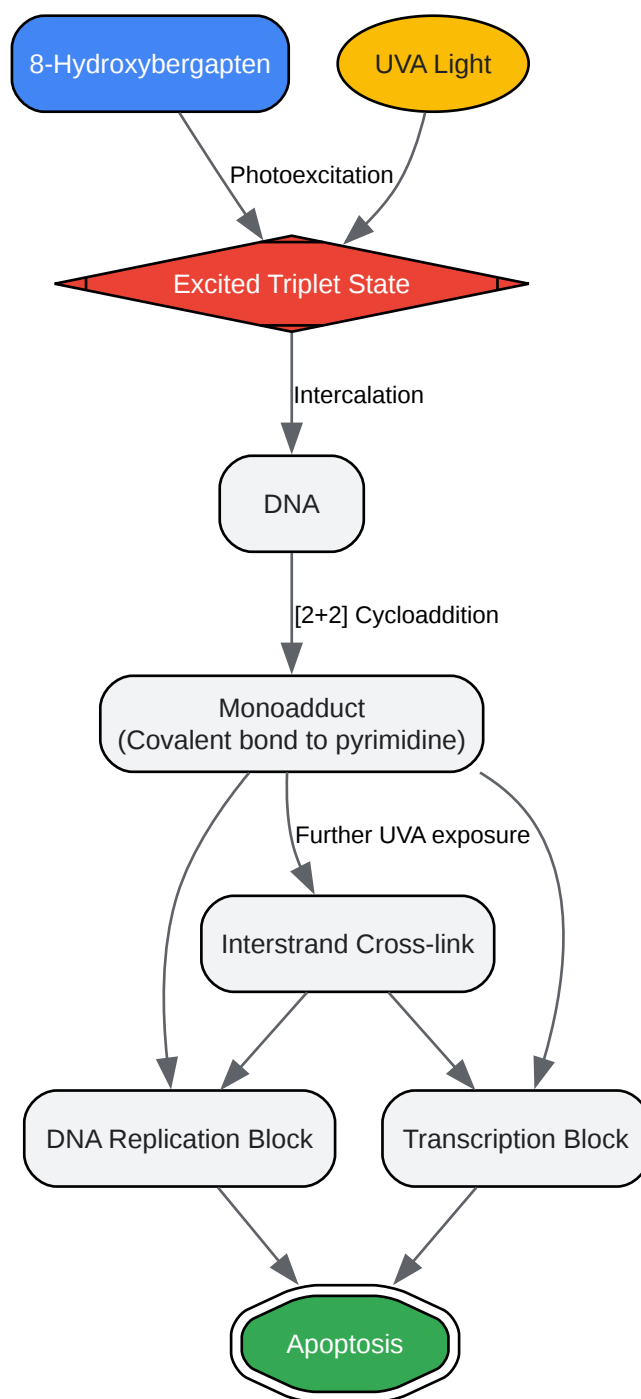 8-Hydroxybergapten
UVA Light
Photoexcitation
Excited Triplet State
Intercalation
DNA
[2+2] Cycloaddition
Monoadduct
(Covalent bond to pyrimidine)
Further UVA exposure
Interstrand Cross-link
DNA Replication Block
Transcription Block
Apoptosis